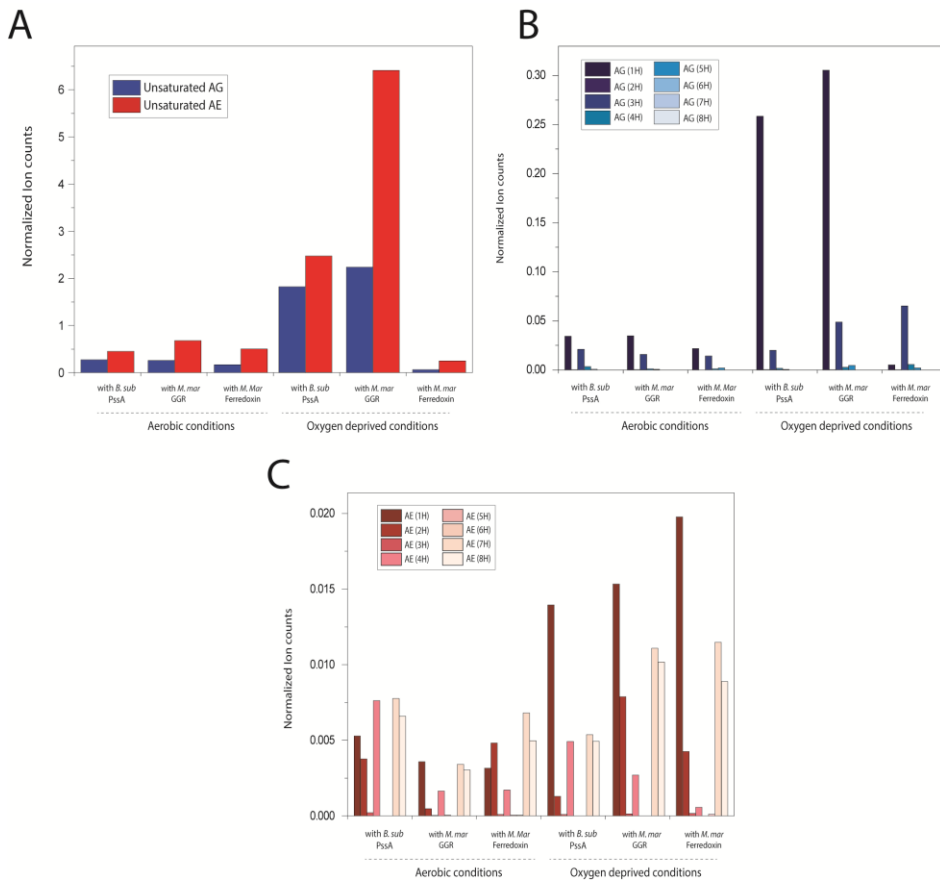 A
Normalized Ion counts
6
5
4
3
2
1
0
Unsaturated AG
Unsaturated AE
with B. sub
PssA
with M. mar
GGR
with M. Mar
Ferredoxin
with B. sub
PssA
with M. mar
GGR
with M. mar
Ferredoxin
Aerobic conditions
Oxygen deprived conditions
B
Normalized Ion counts
0.30
0.25
0.20
0.15
0.10
0.05
0.00
AG (1H)
AG (2H)
AG (3H)
AG (4H)
AG (5H)
AG (6H)
AG (7H)
AG (8H)
with B. sub
PssA
with M. mar
GGR
with M. Mar
Ferredoxin
with B. sub
PssA
with M. mar
GGR
with M. mar
Ferredoxin
Aerobic conditions
Oxygen deprived conditions
C
Normalized Ion counts
0.020
0.015
0.010
0.005
0.000
AE (1H)
AE (2H)
AE (3H)
AE (4H)
AE (5H)
AE (6H)
AE (7H)
AE (8H)
with B. sub
PssA
with M. mar
GGR
with M. Mar
Ferredoxin
with B. sub
PssA
with M. mar
GGR
with M. mar
Ferredoxin
Aerobic conditions
Oxygen deprived conditions